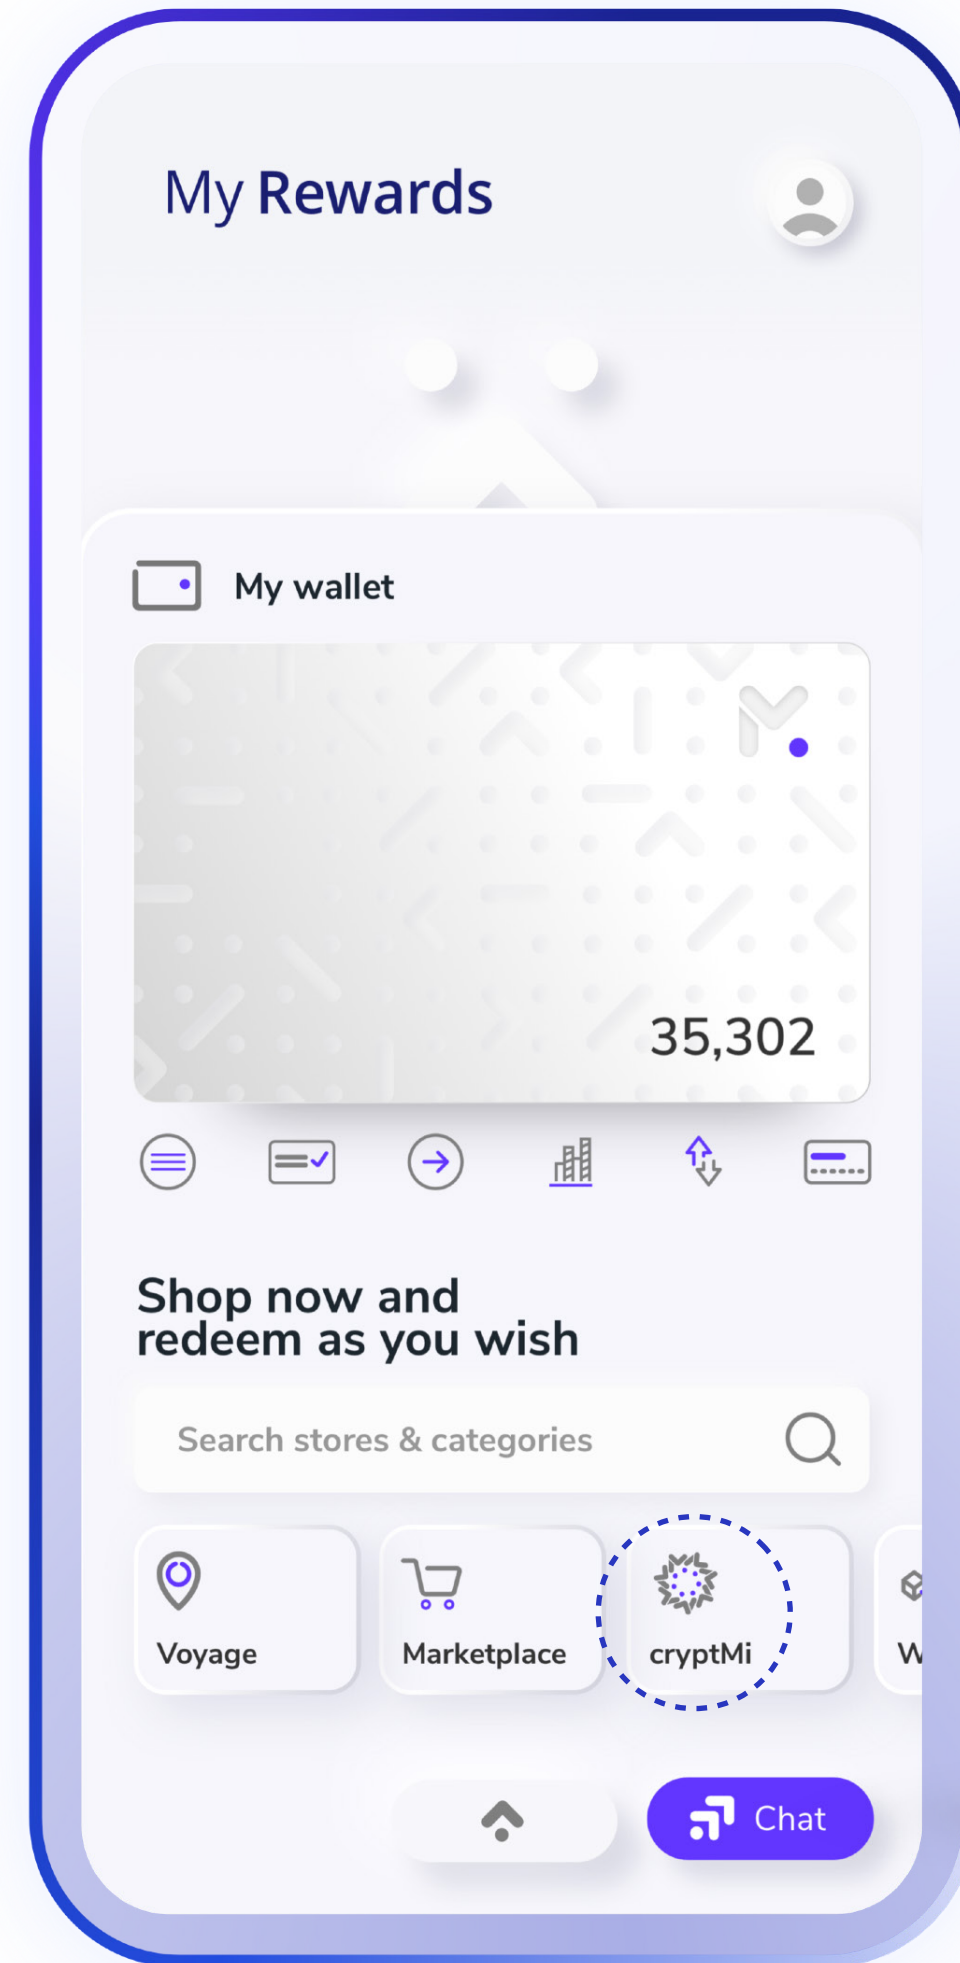 My Rewards
My wallet
35,302
Shop now and
redeem as you wish
Search stores & categories
Voyage
Marketplace
cryptMi
Chat